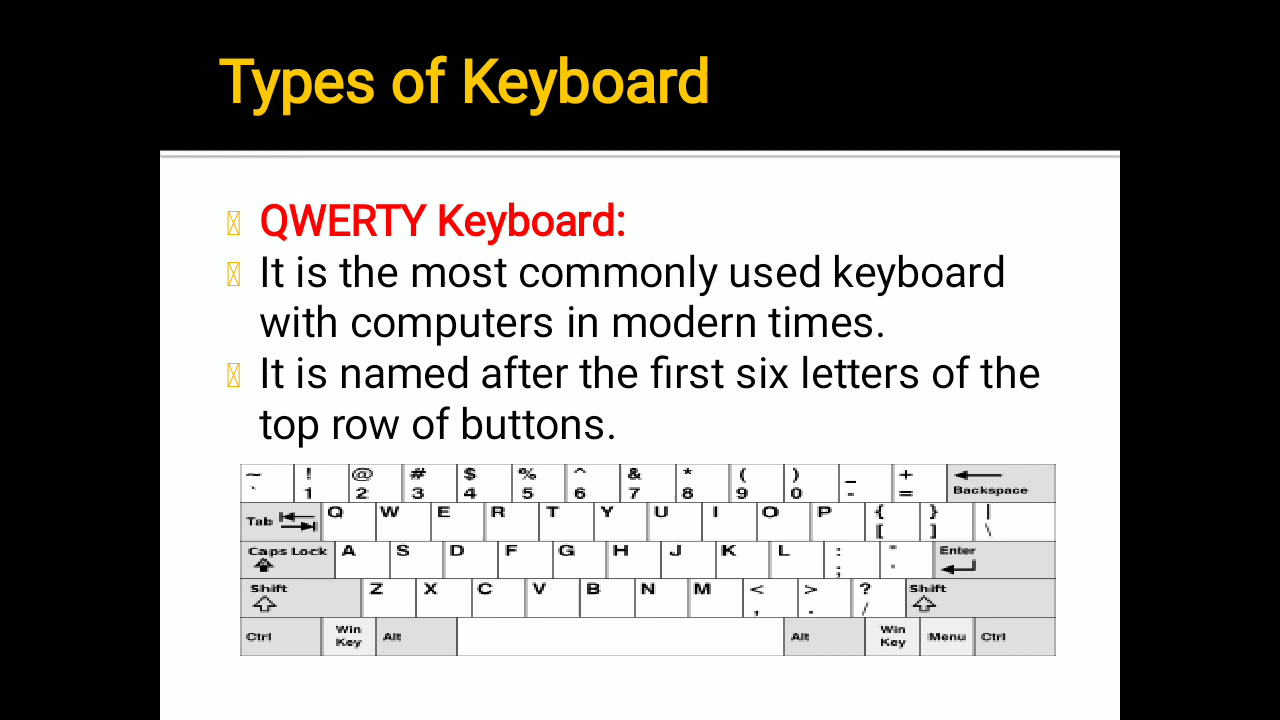 Types of Keyboard
QWERTY Keyboard:
It is the most commonly used keyboard
with computers in modern times.
It is named after the first six letters of the
top row of buttons.
~ ! @ # $ % ^ & * ( ) _ +
` 1 2 3 4 5 6 7 8 9 0 - = Backspace
Tab Q W E R T Y U I O P { } |
[ ] \
Caps Lock A S D F G H J K L : " Enter
; '
Shift Z X C V B N M < > ? Shift
, . /
Ctrl Win Key Alt Alt Win Key Menu Ctrl